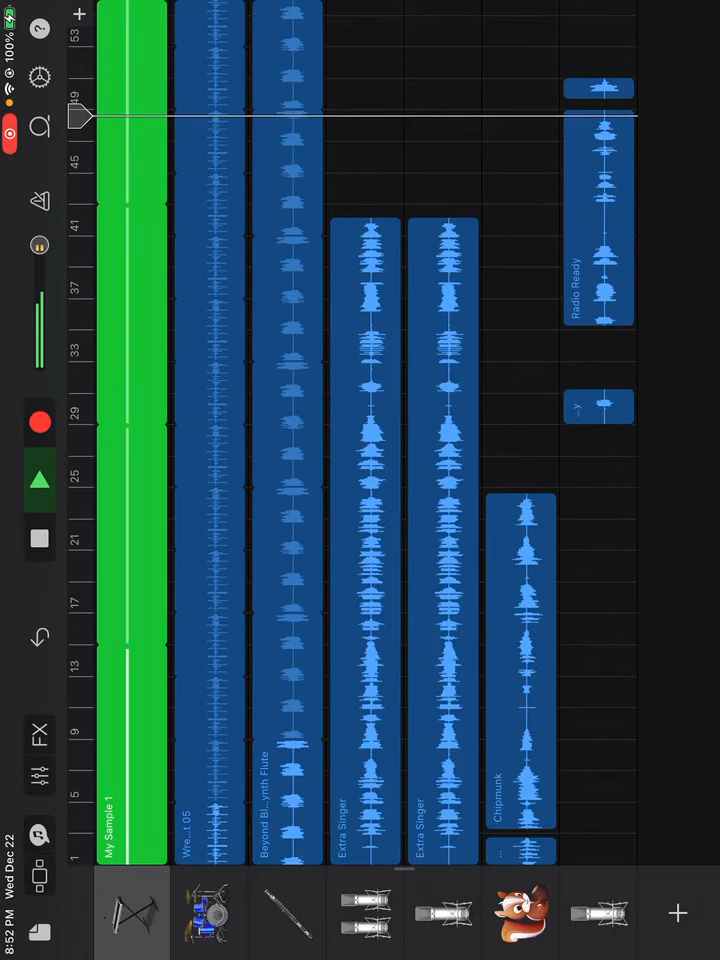 8:52 PM Wed Dec 22
100%
FX
?
1 5 9 13 17 21 25 29 33 37 41 45 49 53
+
My Sample 1
Wre...t 05
Beyond Bl...ynth Flute
Extra Singer
Extra Singer
...
Chipmunk
...y
Radio Ready
+